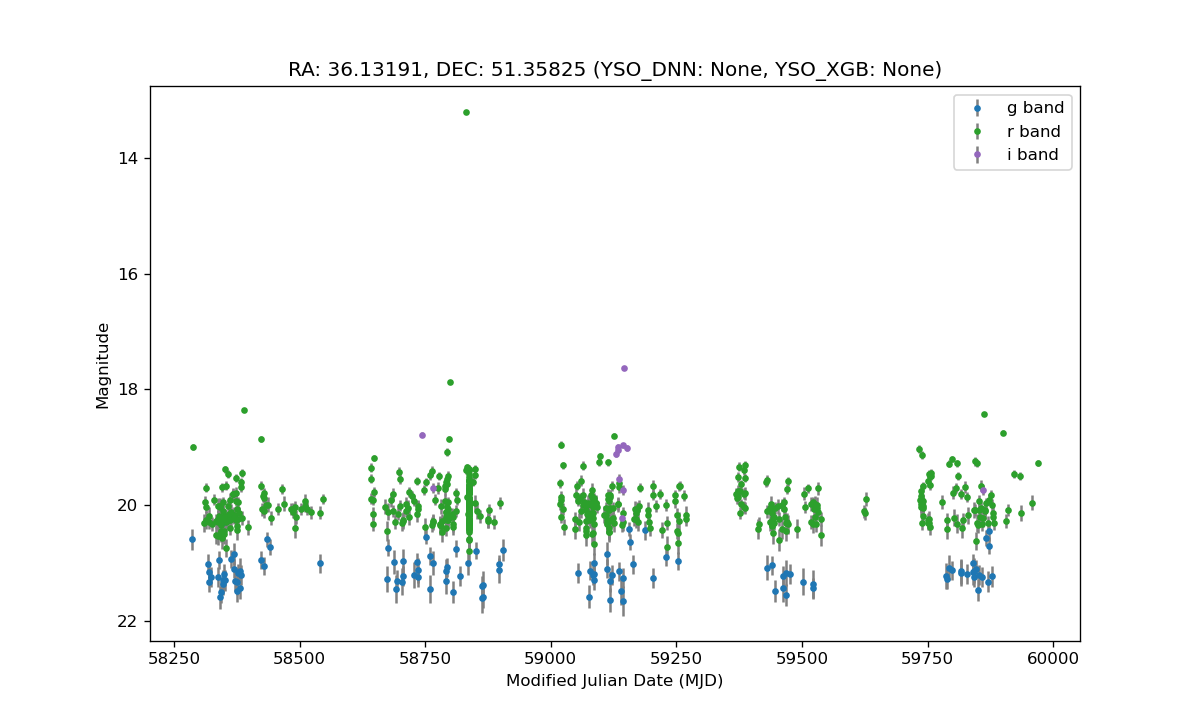 RA: 36.13191, DEC: 51.35825 (YSO_DNN: None, YSO_XGB: None)
g band
r band
i band
14
16
18
20
22
Magnitude
58250 58500 58750 59000 59250 59500 59750 60000
Modified Julian Date (MJD)